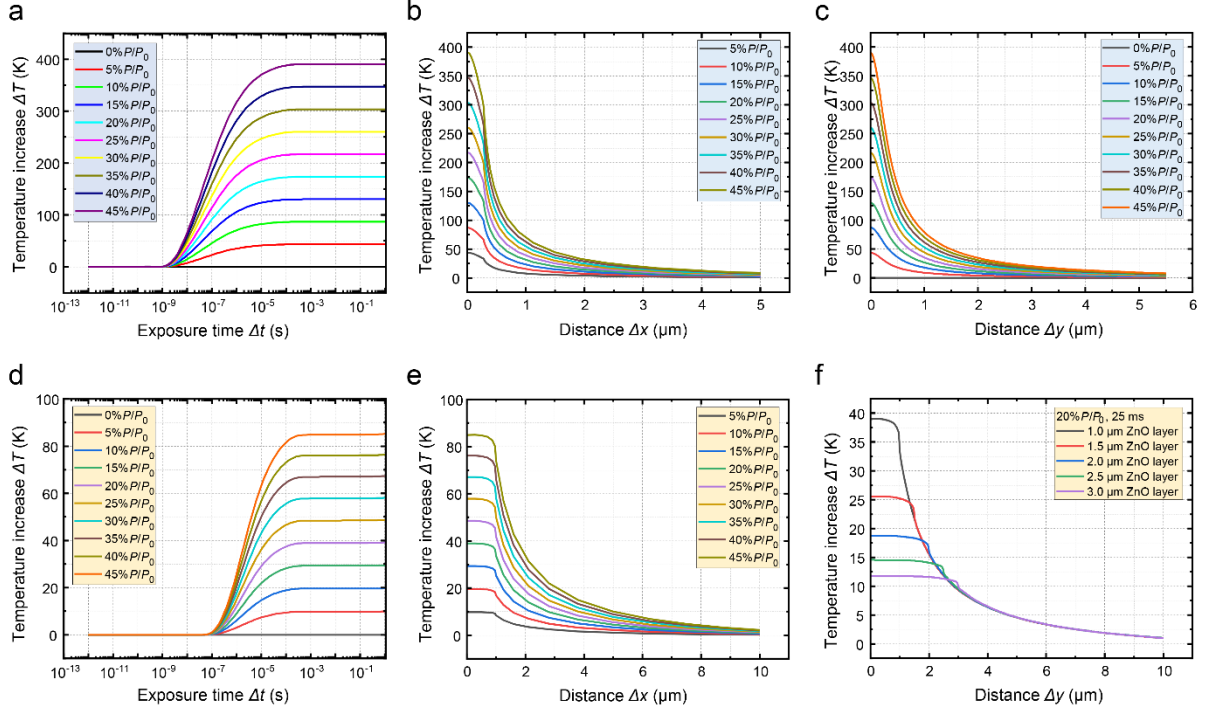 a
Temperature increase ΔT (K)
400
300
200
100
0
0%P/P0
5%P/P0
10%P/P0
15%P/P0
20%P/P0
25%P/P0
30%P/P0
35%P/P0
40%P/P0
45%P/P0
10-13 10-11 10-9 10-7 10-5 10-3 10-1
Exposure time Δt (s)
b
Temperature increase ΔT (K)
400
350
300
250
200
150
100
50
0
5%P/P0
10%P/P0
15%P/P0
20%P/P0
25%P/P0
30%P/P0
35%P/P0
40%P/P0
45%P/P0
0 1 2 3 4 5
Distance Δx (μm)
c
Temperature increase ΔT (K)
400
350
300
250
200
150
100
50
0
0%P/P0
5%P/P0
10%P/P0
15%P/P0
20%P/P0
25%P/P0
30%P/P0
35%P/P0
40%P/P0
45%P/P0
0 1 2 3 4 5 6
Distance Δy (μm)
d
Temperature increase ΔT (K)
100
80
60
40
20
0
0%P/P0
5%P/P0
10%P/P0
15%P/P0
20%P/P0
25%P/P0
30%P/P0
35%P/P0
40%P/P0
45%P/P0
10-13 10-11 10-9 10-7 10-5 10-3 10-1
Exposure time Δt (s)
e
Temperature increase ΔT (K)
100
80
60
40
20
0
5%P/P0
10%P/P0
15%P/P0
20%P/P0
25%P/P0
30%P/P0
35%P/P0
40%P/P0
45%P/P0
0 2 4 6 8 10
Distance Δx (μm)
f
Temperature increase ΔT (K)
40
35
30
25
20
15
10
5
0
20%P/P0, 25 ms
1.0 μm ZnO layer
1.5 μm ZnO layer
2.0 μm ZnO layer
2.5 μm ZnO layer
3.0 μm ZnO layer
0 2 4 6 8 10
Distance Δy (μm)